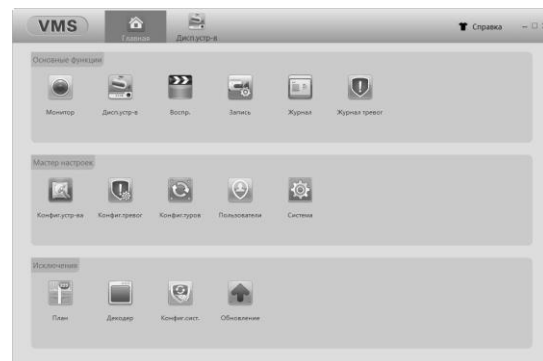 VMS
Главная
Дисп.устр-в
Справка
Основные функции
Монитор
Дисп.устр-в
Воспр.
Запись
Журнал
Журнал тревог
Мастер настроек
Конфиг.устр-ва
Конфиг.тревог
Конфиг.туров
Пользователи
Система
Исключения
План
Декодер
Конфиг.сист.
Обновление